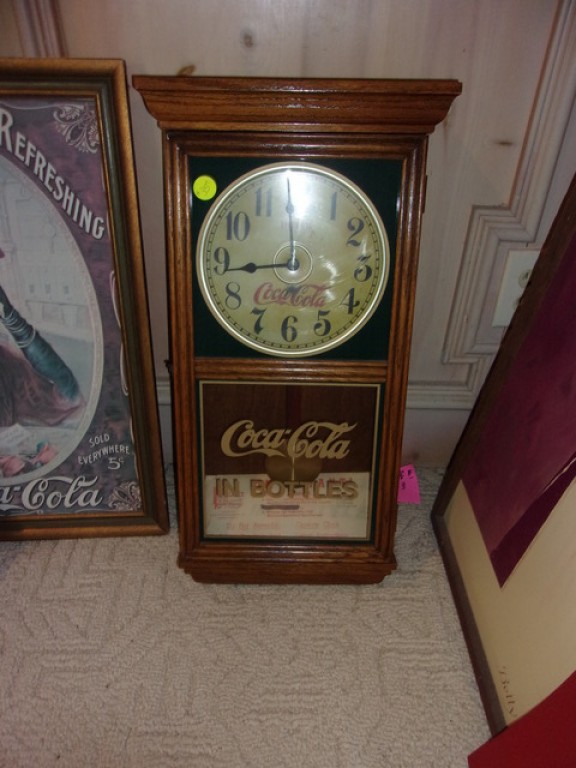 REFRESHING
SOLD
EVERYWHERE
5¢
Coca-Cola
11 1
10 2
9 3
8 4
7 6 5
Coca-Cola
Coca-Cola
IN BOTTLES